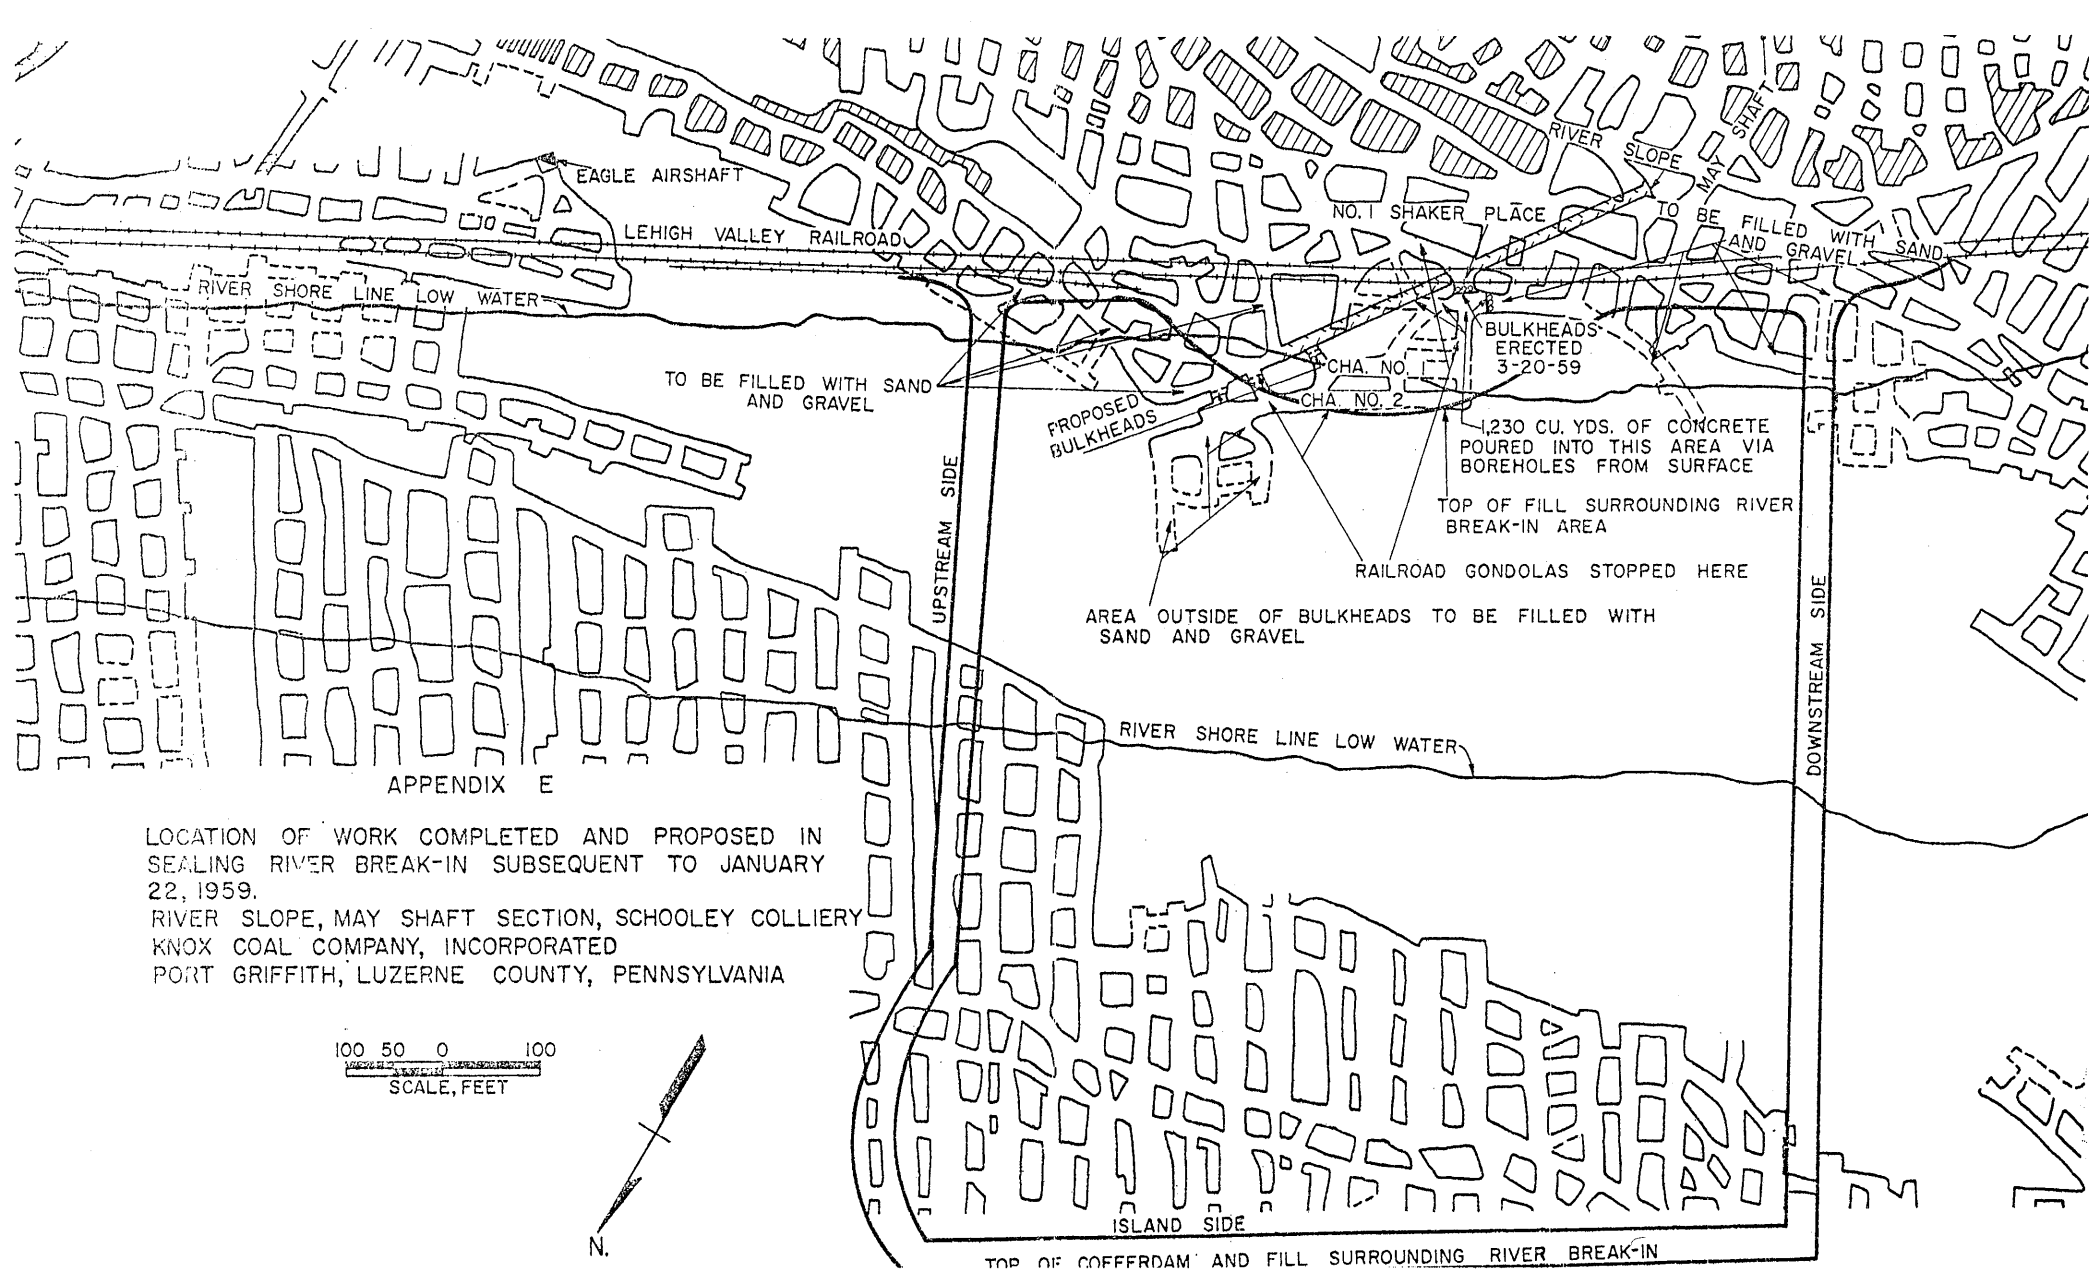 RIVER
SLOPE
MAY SHAFT
EAGLE AIRSHAFT
NO. 1 SHAKER PLACE
TO BE FILLED WITH SAND
AND GRAVEL
LEHIGH VALLEY RAILROAD
RIVER SHORE LINE LOW WATER
BULKHEADS
ERECTED
3-20-59
CHA. NO. 1
CHA. NO. 2
TO BE FILLED WITH SAND
AND GRAVEL
PROPOSED
BULKHEADS
1,230 CU. YDS. OF CONCRETE
POURED INTO THIS AREA VIA
BOREHOLES FROM SURFACE
TOP OF FILL SURROUNDING RIVER
BREAK-IN AREA
RAILROAD GONDOLAS STOPPED HERE
AREA OUTSIDE OF BULKHEADS TO BE FILLED WITH
SAND AND GRAVEL
UPSTREAM SIDE
DOWNSTREAM SIDE
RIVER SHORE LINE LOW WATER
APPENDIX E
LOCATION OF WORK COMPLETED AND PROPOSED IN
SEALING RIVER BREAK-IN SUBSEQUENT TO JANUARY
22, 1959.
RIVER SLOPE, MAY SHAFT SECTION, SCHOOLEY COLLIERY
KNOX COAL COMPANY, INCORPORATED
PORT GRIFFITH, LUZERNE COUNTY, PENNSYLVANIA
100 50 0 100
SCALE, FEET
N.
ISLAND SIDE
TOP OF COFFERDAM AND FILL SURROUNDING RIVER BREAK-IN